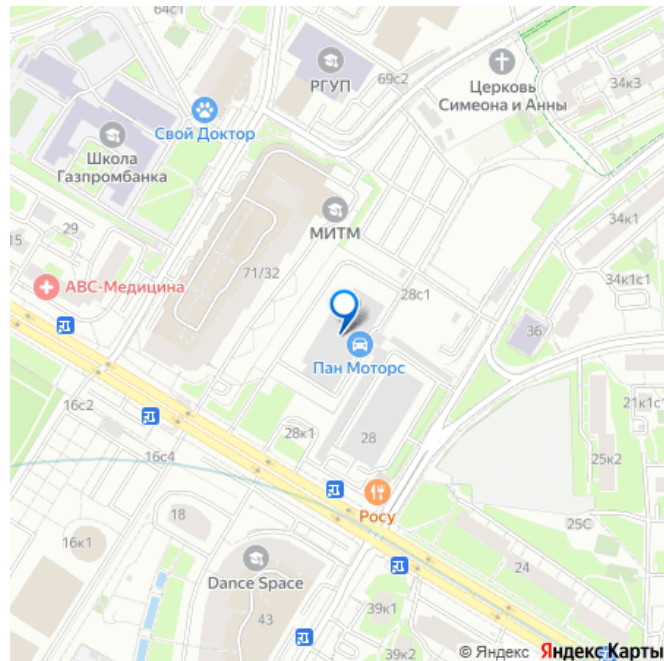 64с1
РГУП
69с2
Церковь
Симеона и Анны
34к3
Свой Доктор
Школа
Газпромбанка
29
15
МИТМ
34к1
АВС-Медицина
71/32
28с1
34к1с1
36
Пан Моторс
16с2
28к1
28
21к1с1
16с4
25к2
Росу
18
25С
16к1
Dance Space
24
43
39к1
39к2
© Яндекс Яндекс Карты